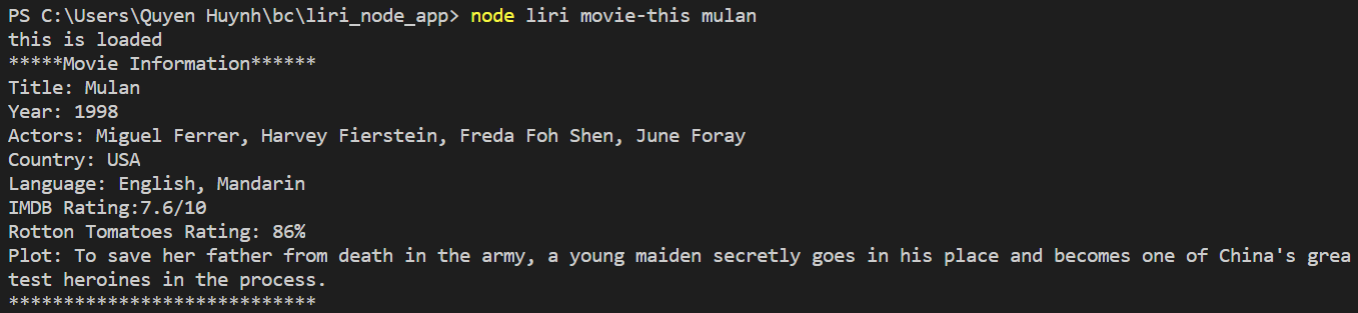 PS C:\Users\Quyen Huynh\bc\liri_node_app> node liri movie-this mulan
this is loaded
*****Movie Information******
Title: Mulan
Year: 1998
Actors: Miguel Ferrer, Harvey Fierstein, Freda Foh Shen, June Foray
Country: USA
Language: English, Mandarin
IMDB Rating:7.6/10
Rotton Tomatoes Rating: 86%
Plot: To save her father from death in the army, a young maiden secretly goes in his place and becomes one of China's grea
test heroines in the process.
****************************